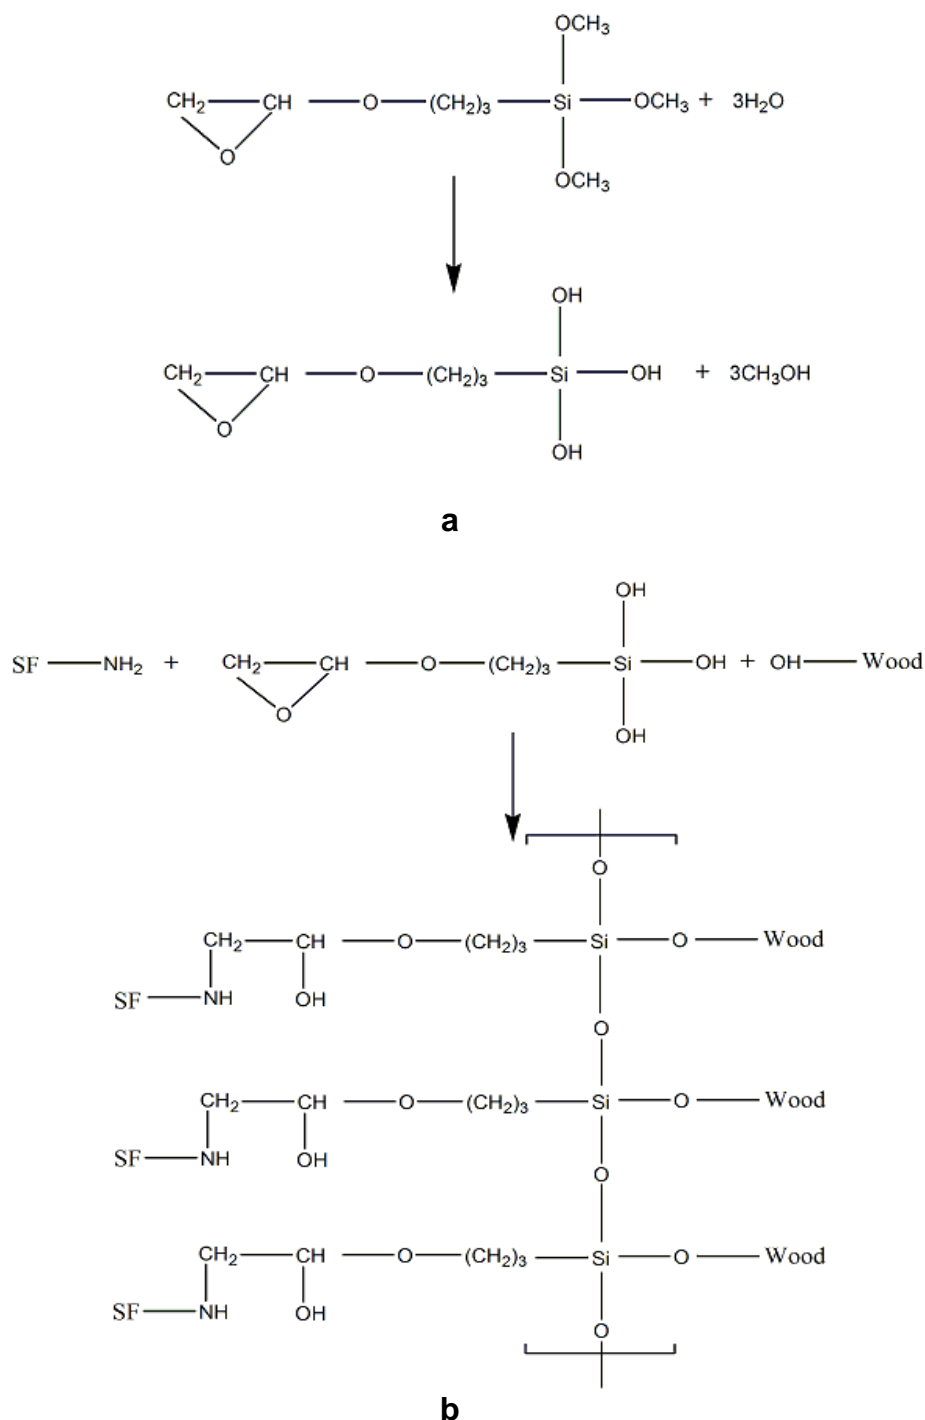 OCH₃
CH₂ CH O (CH₂)₃ Si OCH₃ + 3H₂O
O
OCH₃
OH
CH₂ CH O (CH₂)₃ Si OH + 3CH₃OH
O
OH
a
OH
SF NH₂ + CH₂ CH O (CH₂)₃ Si OH + OH Wood
O
OH
O
CH₂ CH O (CH₂)₃ Si O Wood
SF NH OH
O
CH₂ CH O (CH₂)₃ Si O Wood
SF NH OH
O
CH₂ CH O (CH₂)₃ Si O Wood
SF NH OH
O
b